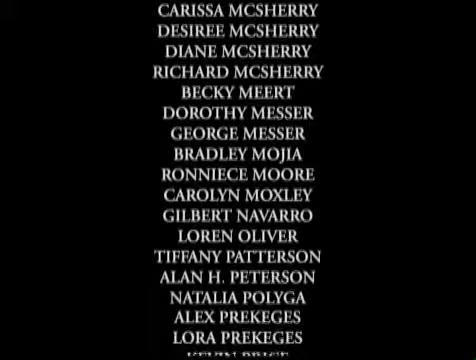 CARISSA MCSHERRY
DESIREE MCSHERRY
DIANE MCSHERRY
RICHARD MCSHERRY
BECKY MEERT
DOROTHY MESSER
GEORGE MESSER
BRADLEY MOJIA
RONNIECE MOORE
CAROLYN MOXLEY
GILBERT NAVARRO
LOREN OLIVER
TIFFANY PATTERSON
ALAN H. PETERSON
NATALIA POLYGA
ALEX PREKEGES
LORA PREKEGES